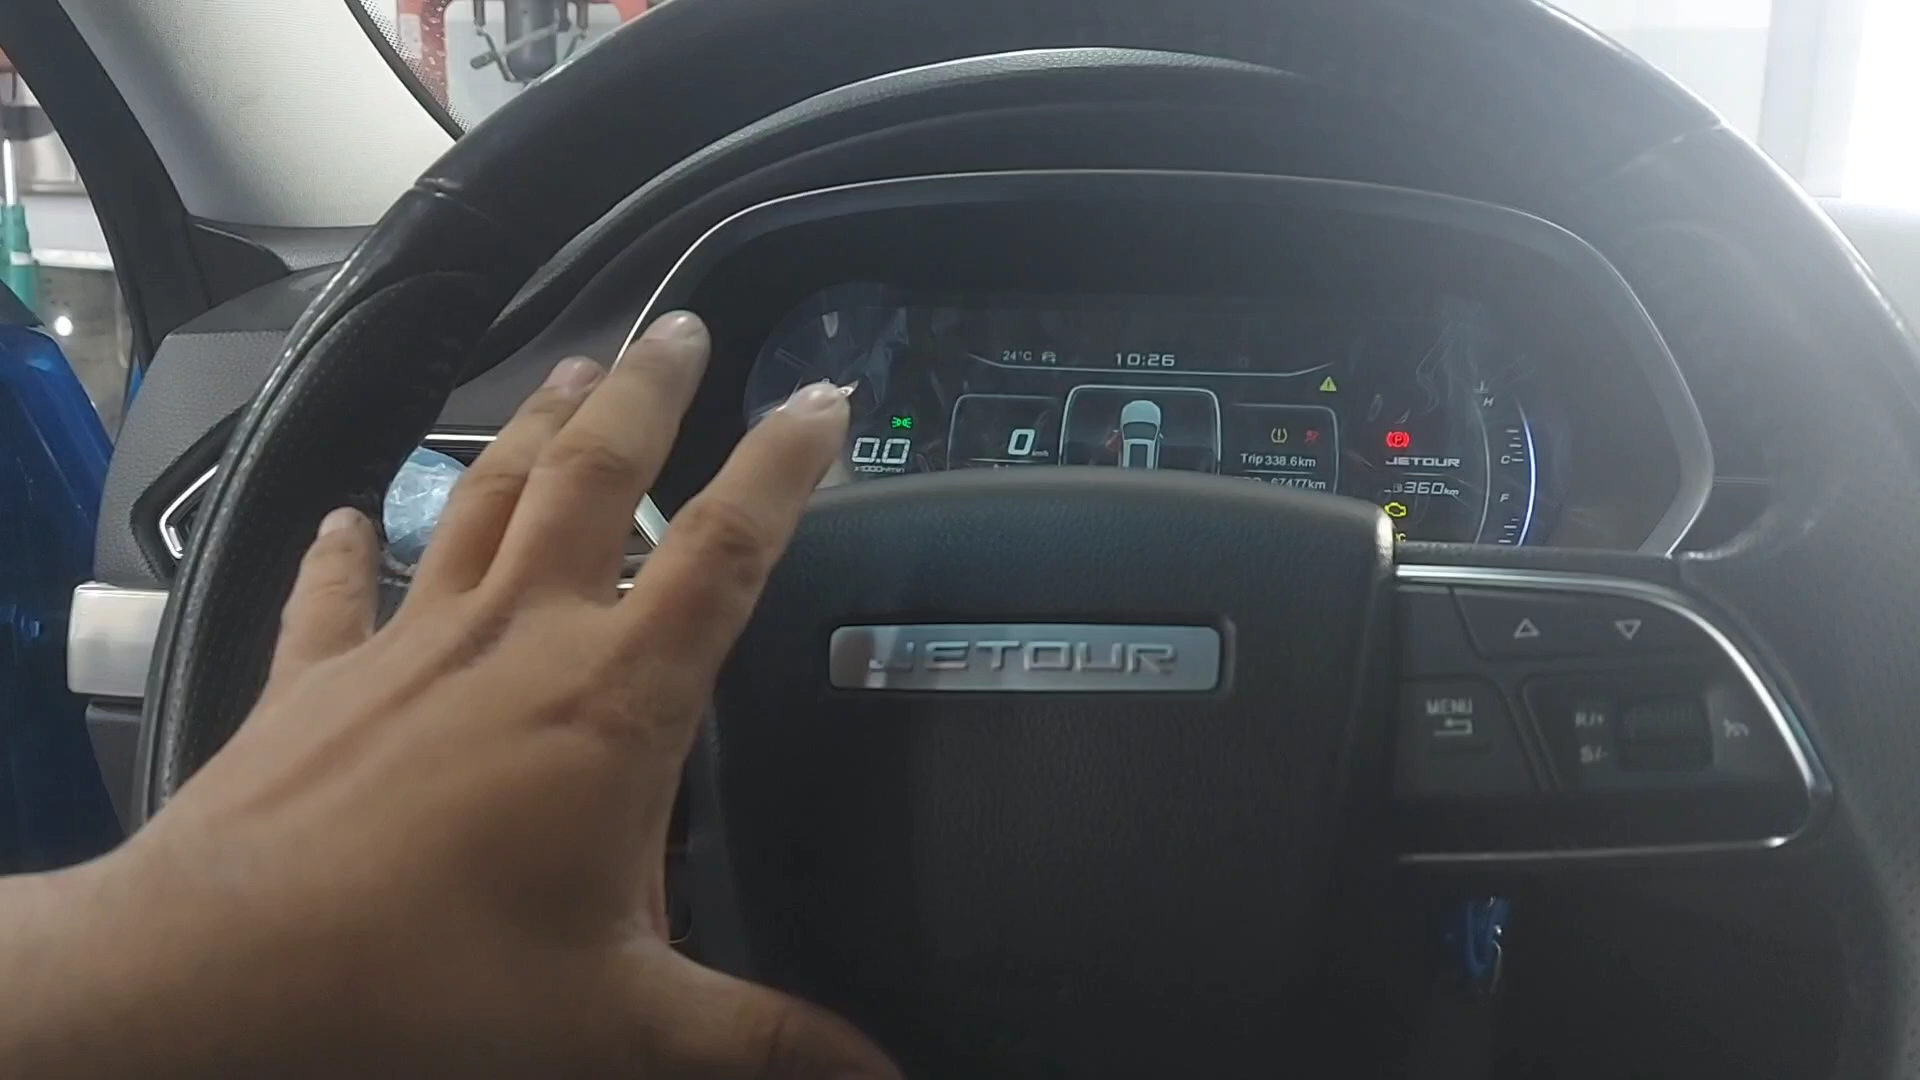 24°C
10:26
H
0.0
x1000r/min
0
km/h
Trip 338.6km
67477km
JETOUR
360km
C
F
JETOUR
MENU
R/+
S/-